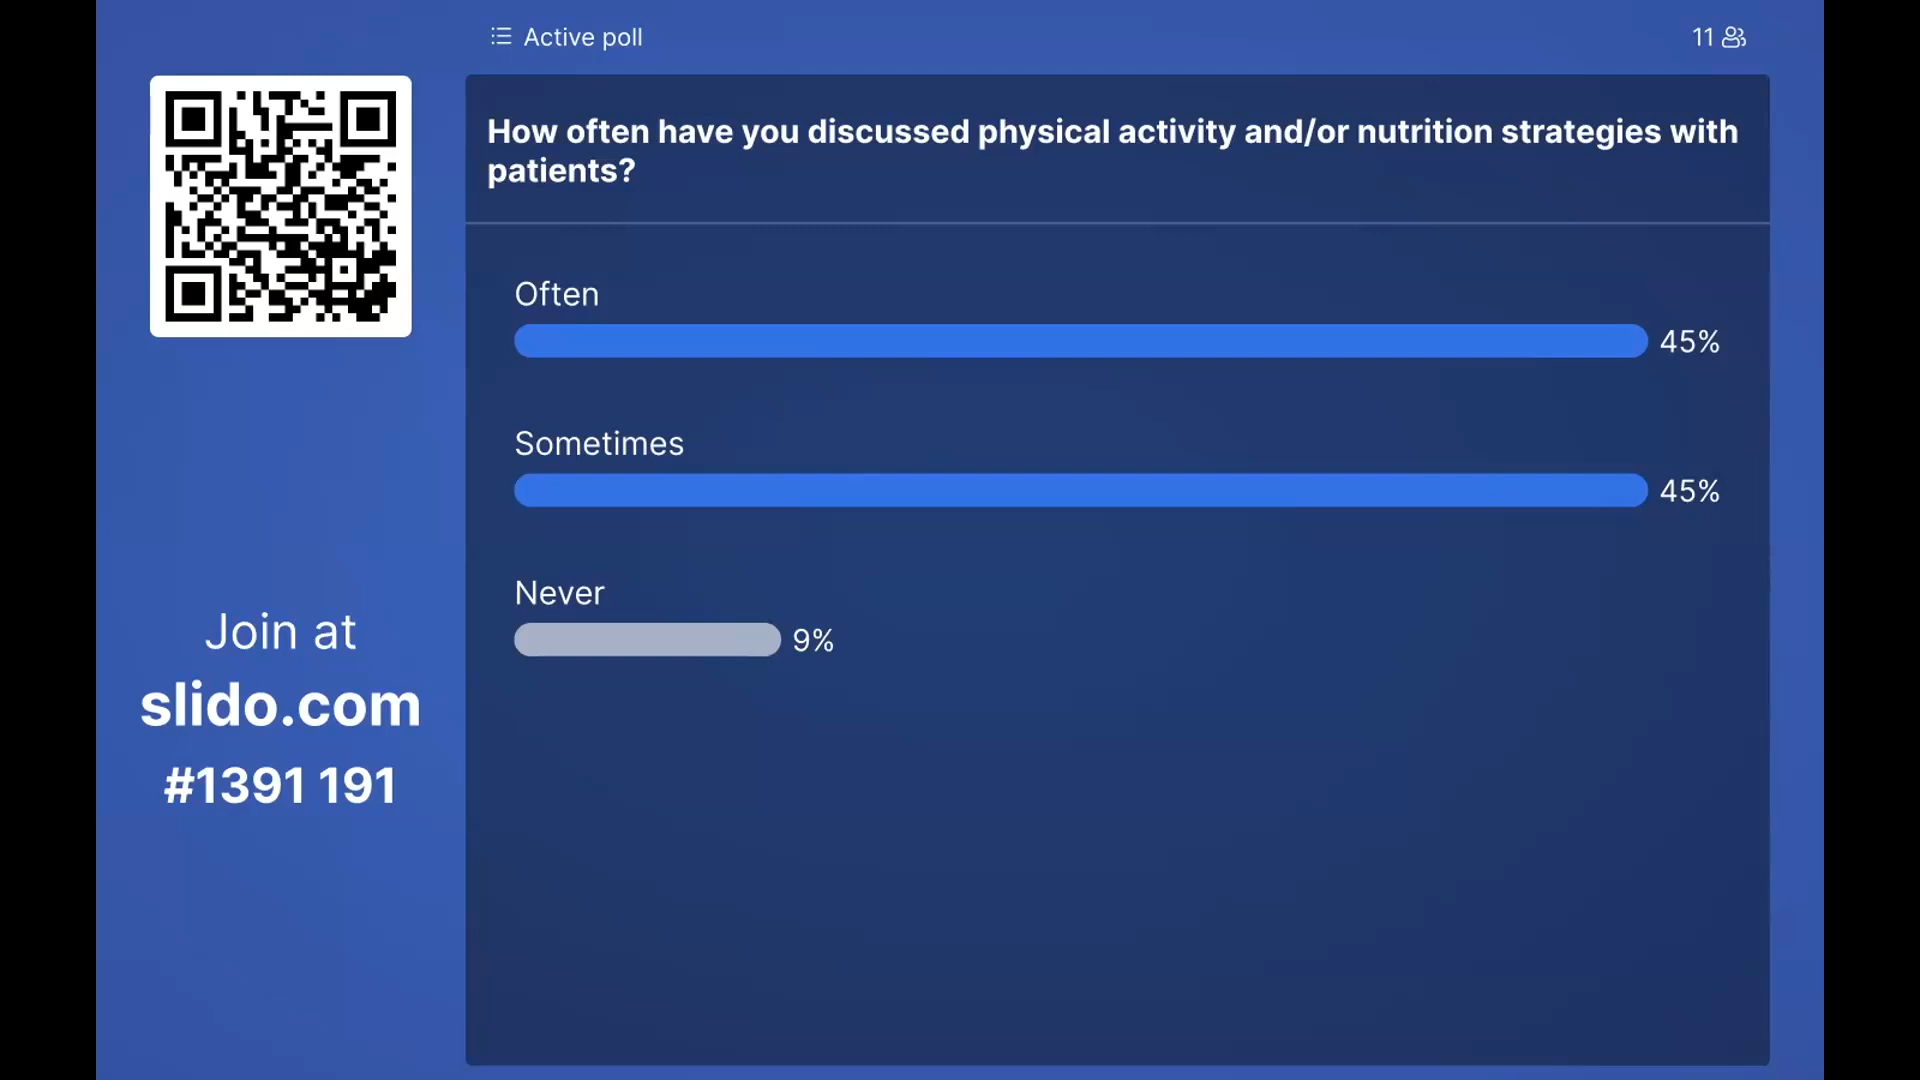 Active poll
11
How often have you discussed physical activity and/or nutrition strategies with
patients?
Often
45%
Sometimes
45%
Never
9%
Join at
slido.com
#1391 191